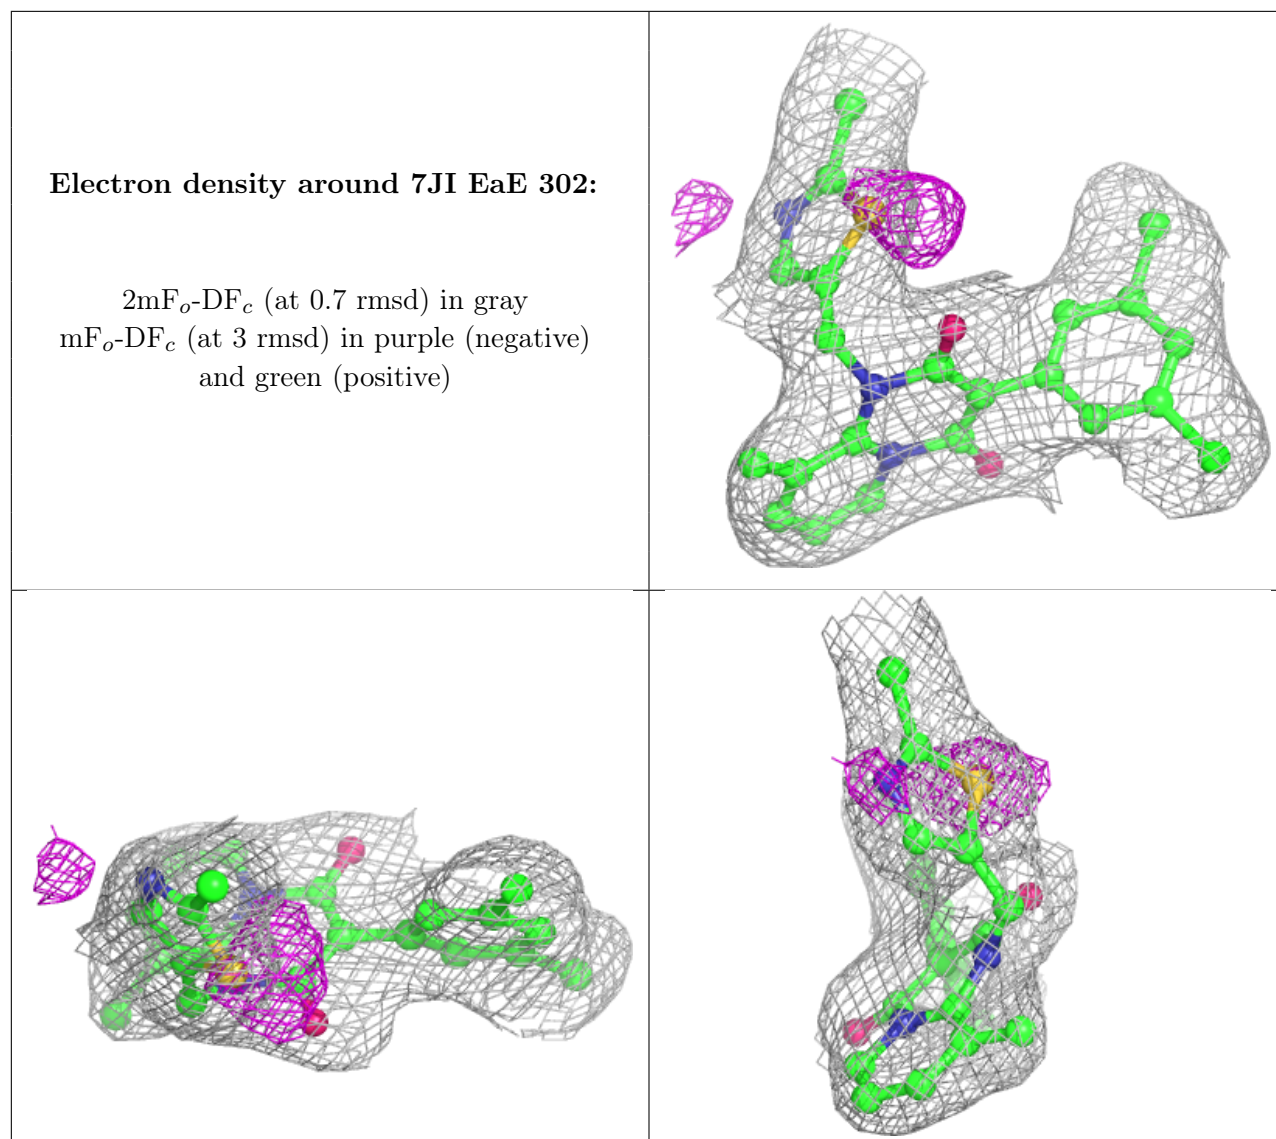 Electron density around 7JI EaE 302:
2mFo-DFc (at 0.7 rmsd) in gray
mFo-DFc (at 3 rmsd) in purple (negative)
and green (positive)